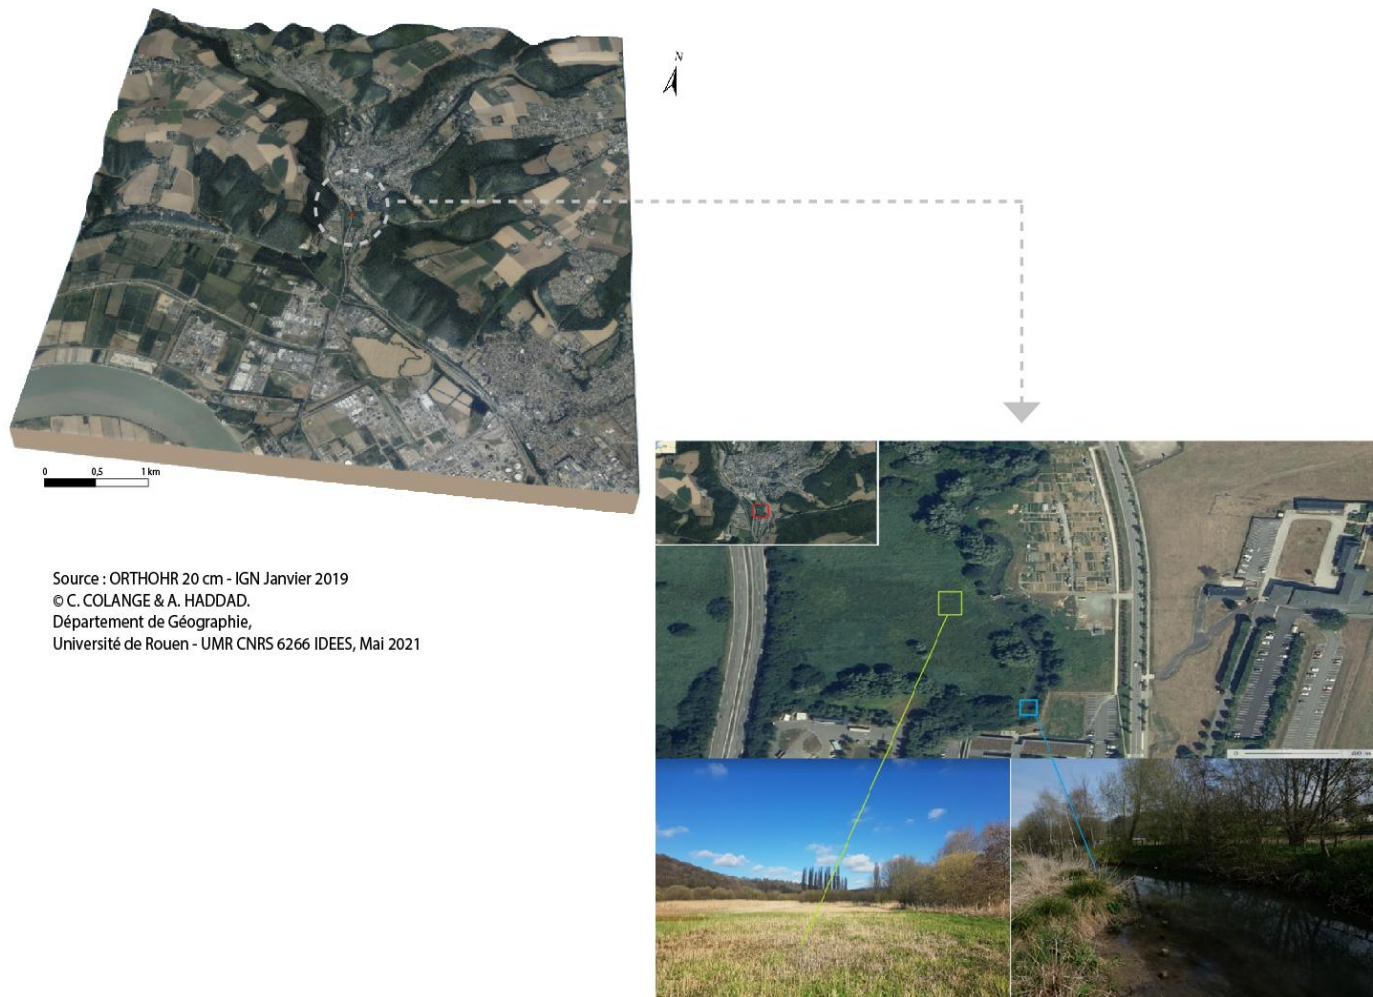 N
0 0,5 1 km
Source : ORTHOHR 20 cm - IGN Janvier 2019
© C. COLANGE & A. HADDAD.
Département de Géographie,
Université de Rouen - UMR CNRS 6266 IDEES, Mai 2021